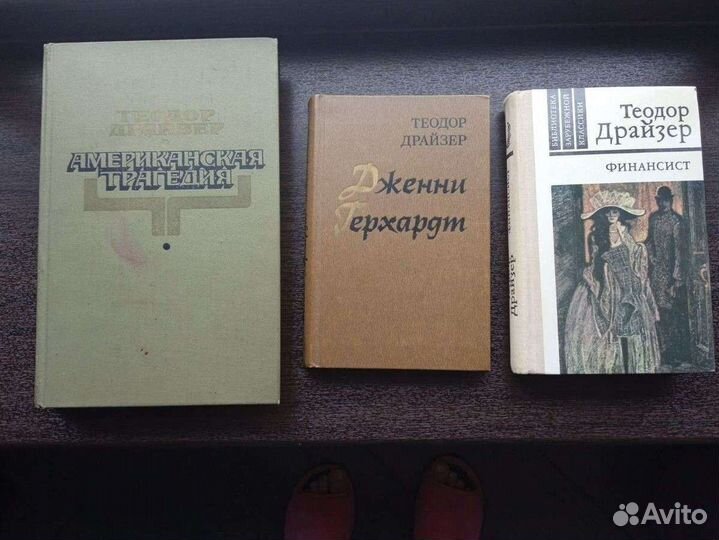 ТЕОДОР
ДРАЙЗЕР
АМЕРИКАНСКАЯ
ТРАГЕДИЯ
ТЕОДОР
ДРАЙЗЕР
Дженни
Герхардт
БИБЛИОТЕКА
ЗАРУБЕЖНОЙ
КЛАССИКИ
Теодор
Драйзер
ФИНАНСИСТ
Драйзер
Avito